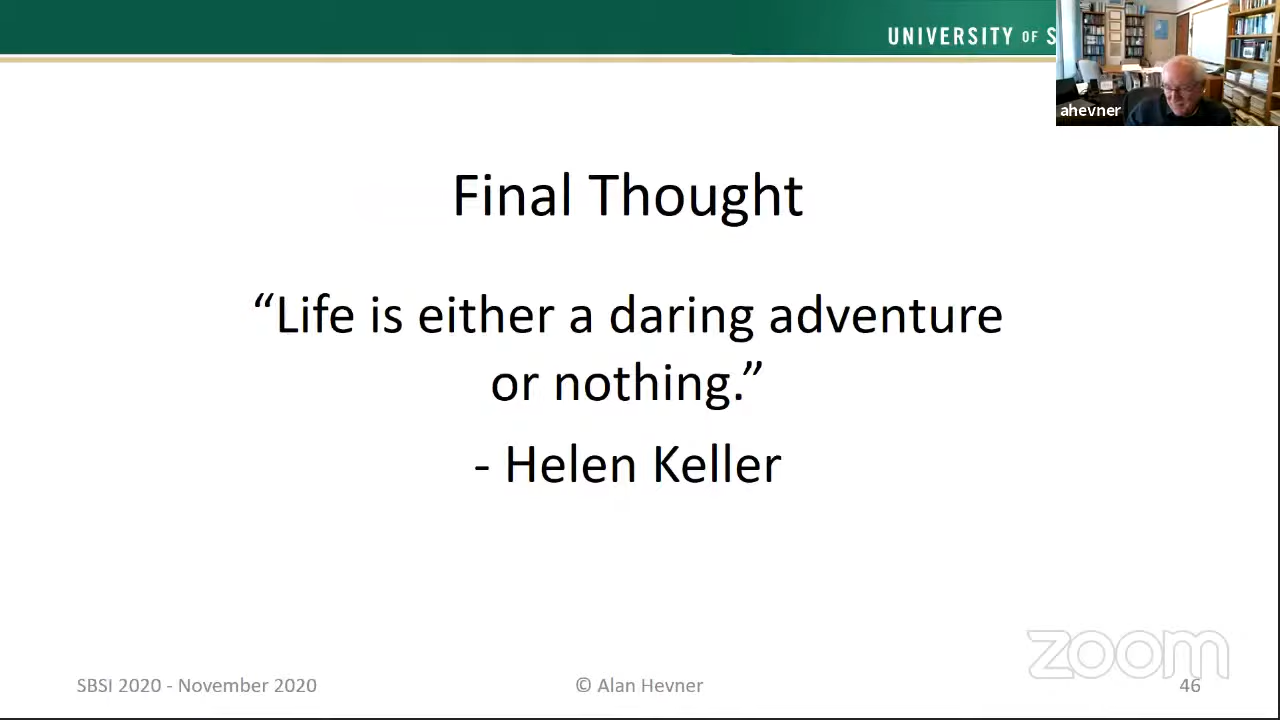 UNIVERSITY OF S
ahevner
Final Thought
“Life is either a daring adventure
or nothing.”
- Helen Keller
zoom
SBSI 2020 - November 2020
© Alan Hevner
46